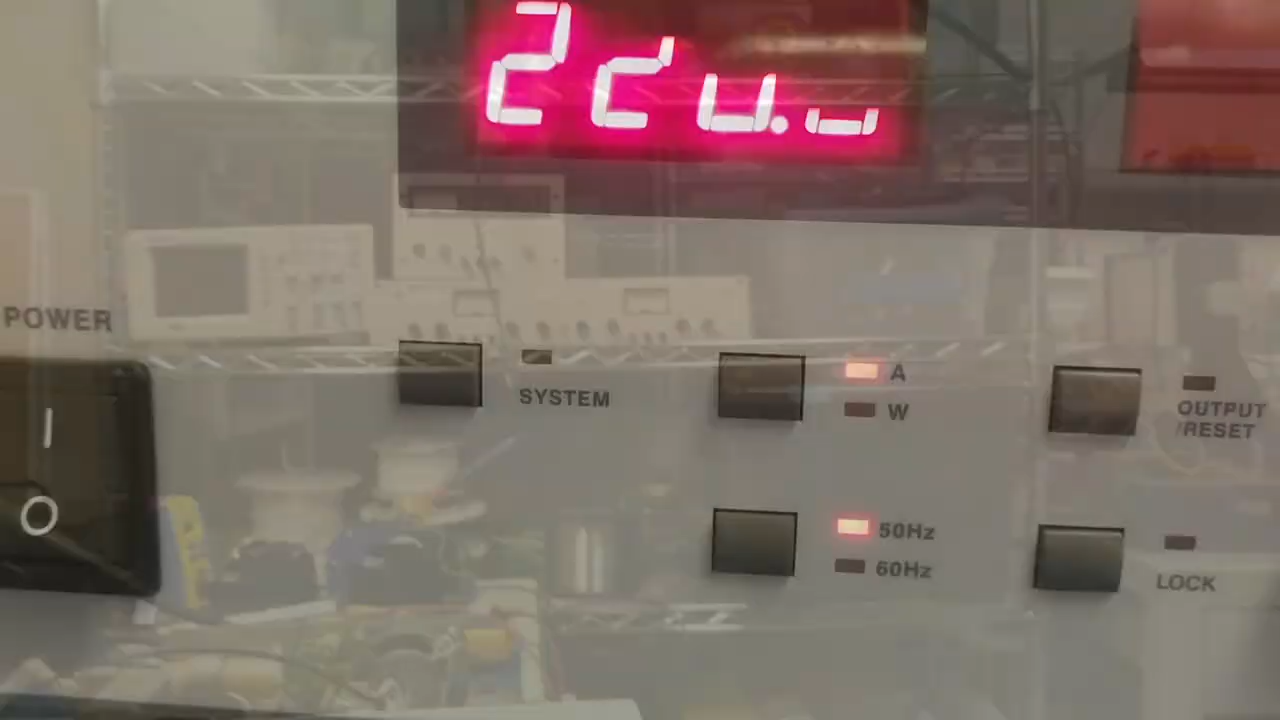 POWER
SYSTEM
A
W
OUTPUT
/RESET
50Hz
60Hz
LOCK